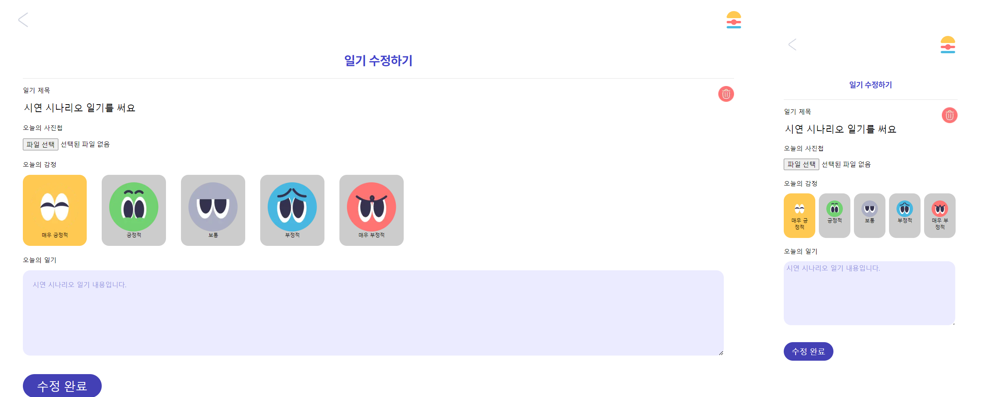 일기 수정하기
일기 제목
시연 시나리오 일기를 써요
오늘의 사진첩
파일 선택 선택된 파일 없음
오늘의 감정
매우 긍정적 긍정적 보통 부정적 매우 부정적
오늘의 일기
시연 시나리오 일기 내용입니다.
수정 완료
일기 수정하기
일기 제목
시연 시나리오 일기를 써요
오늘의 사진첩
파일 선택 선택된 파일 없음
오늘의 감정
매우 긍
정적
긍정적
보통
부정적
매우 부
정적
오늘의 일기
시연 시나리오 일기 내용입니다.
수정 완료